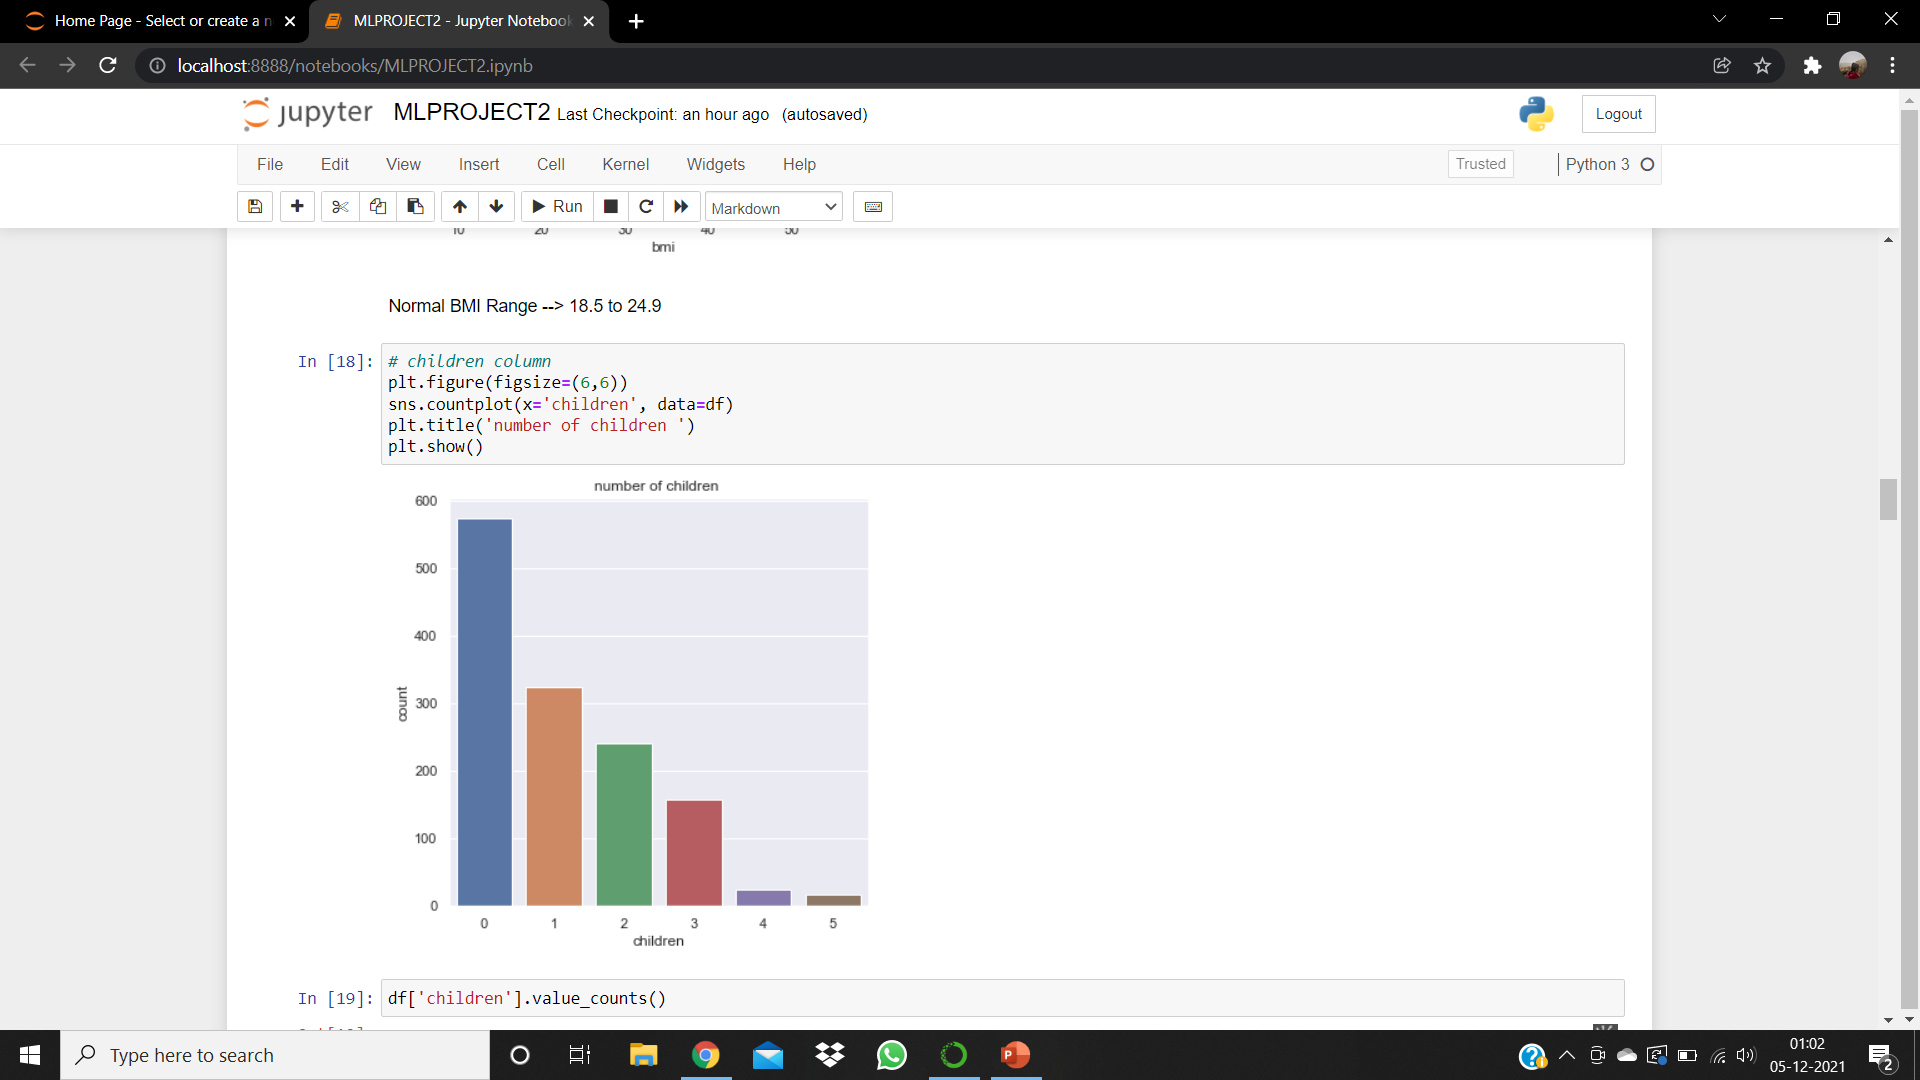 Home Page - Select or create a n
MLPROJECT2 - Jupyter Notebook
localhost:8888/notebooks/MLPROJECT2.ipynb
jupyter MLPROJECT2 Last Checkpoint: an hour ago (autosaved)
Logout
File Edit View Insert Cell Kernel Widgets Help
Trusted
Python 3
Run
Markdown
10 20 30 40 50
bmi
Normal BMI Range --> 18.5 to 24.9
In [18]:
# children column
plt.figure(figsize=(6,6))
sns.countplot(x='children', data=df)
plt.title('number of children ')
plt.show()
number of children
600
500
400
300
200
100
0
count
0 1 2 3 4 5
children
In [19]: df['children'].value_counts()
Type here to search
P
01:02
05-12-2021
2